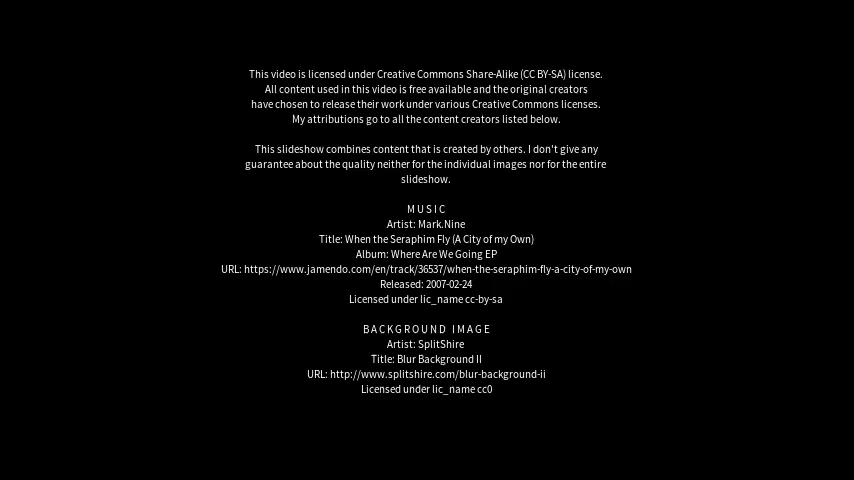 This video is licensed under Creative Commons Share-Alike (CC BY-SA) license.
All content used in this video is free available and the original creators
have chosen to release their work under various Creative Commons licenses.
My attributions go to all the content creators listed below.
This slideshow combines content that is created by others. I don't give any
guarantee about the quality neither for the individual images nor for the entire
slideshow.
MUSIC
Artist: Mark.Nine
Title: When the Seraphim Fly (A City of my Own)
Album: Where Are We Going EP
URL: https://www.jamendo.com/en/track/36537/when-the-seraphim-fly-a-city-of-my-own
Released: 2007-02-24
Licensed under lic_name cc-by-sa
BACKGROUND IMAGE
Artist: SplitShire
Title: Blur Background II
URL: http://www.splitshire.com/blur-background-ii
Licensed under lic_name cc0